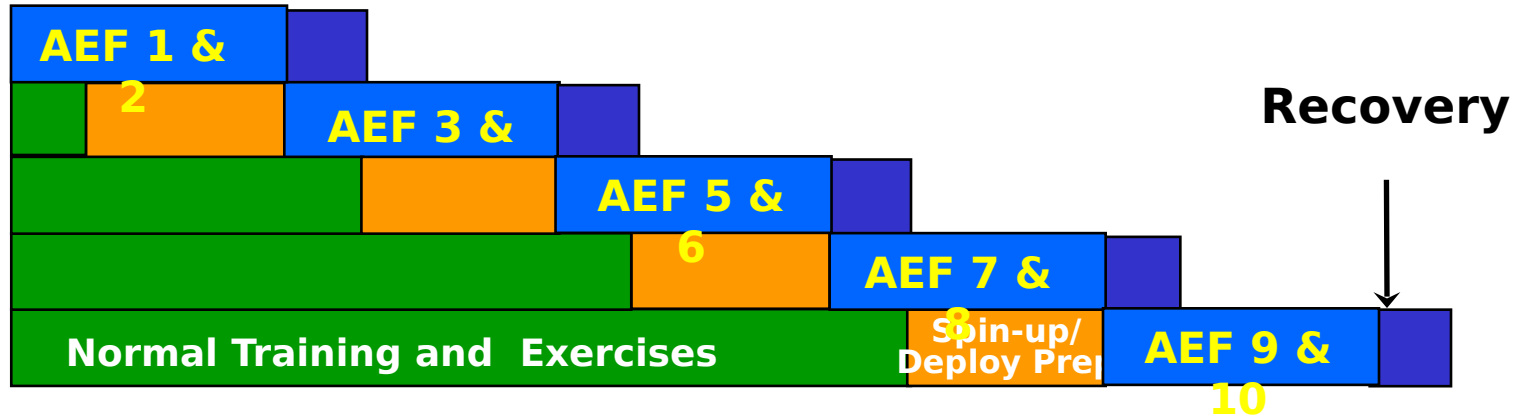 AEF 1 &
2
Recovery
AEF 3 &
AEF 5 &
6
AEF 7 &
8
Normal Training and Exercises
Spin-up/
Deploy Prep
AEF 9 &
10